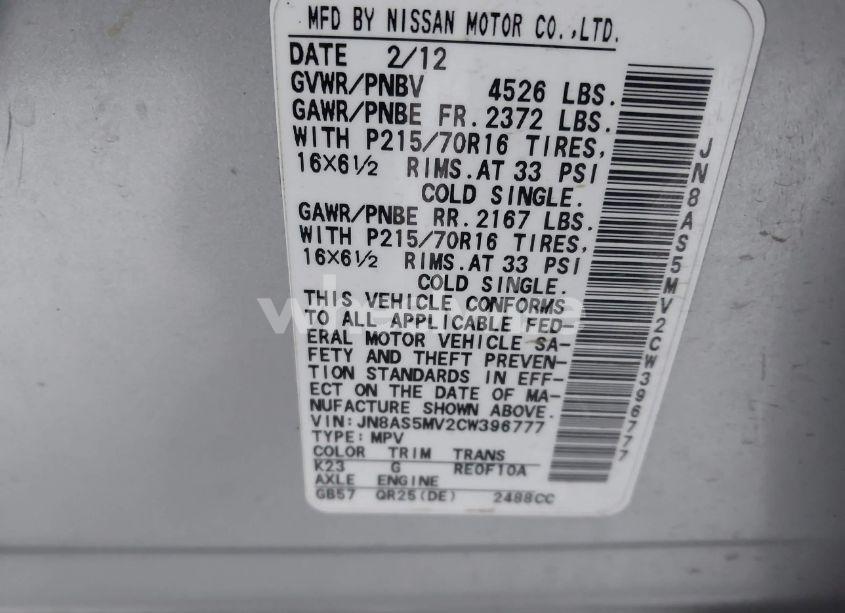 MFD BY NISSAN MOTOR CO.,LTD.
DATE 2/12
GVWR/PNBV 4526 LBS.
GAWR/PNBE FR.2372 LBS.
WITH P215/70R16 TIRES,
16×6½ RIMS.AT 33 PSI
COLD SINGLE.
GAWR/PNBE RR.2167 LBS.
WITH P215/70R16 TIRES,
16×6½ RIMS.AT 33 PSI
COLD SINGLE.
THIS VEHICLE CONFORMS
TO ALL APPLICABLE FED-
ERAL MOTOR VEHICLE SA-
FETY AND THEFT PREVEN-
TION STANDARDS IN EFF-
ECT ON THE DATE OF MA-
NUFACTURE SHOWN ABOVE.
VIN: JN8AS5MV2CW396777
TYPE: MPV
COLOR TRIM TRANS
K23 G RE0F10A
AXLE ENGINE
GB57 QR25(DE) 2488CC
JN8AS5MV2CW396777